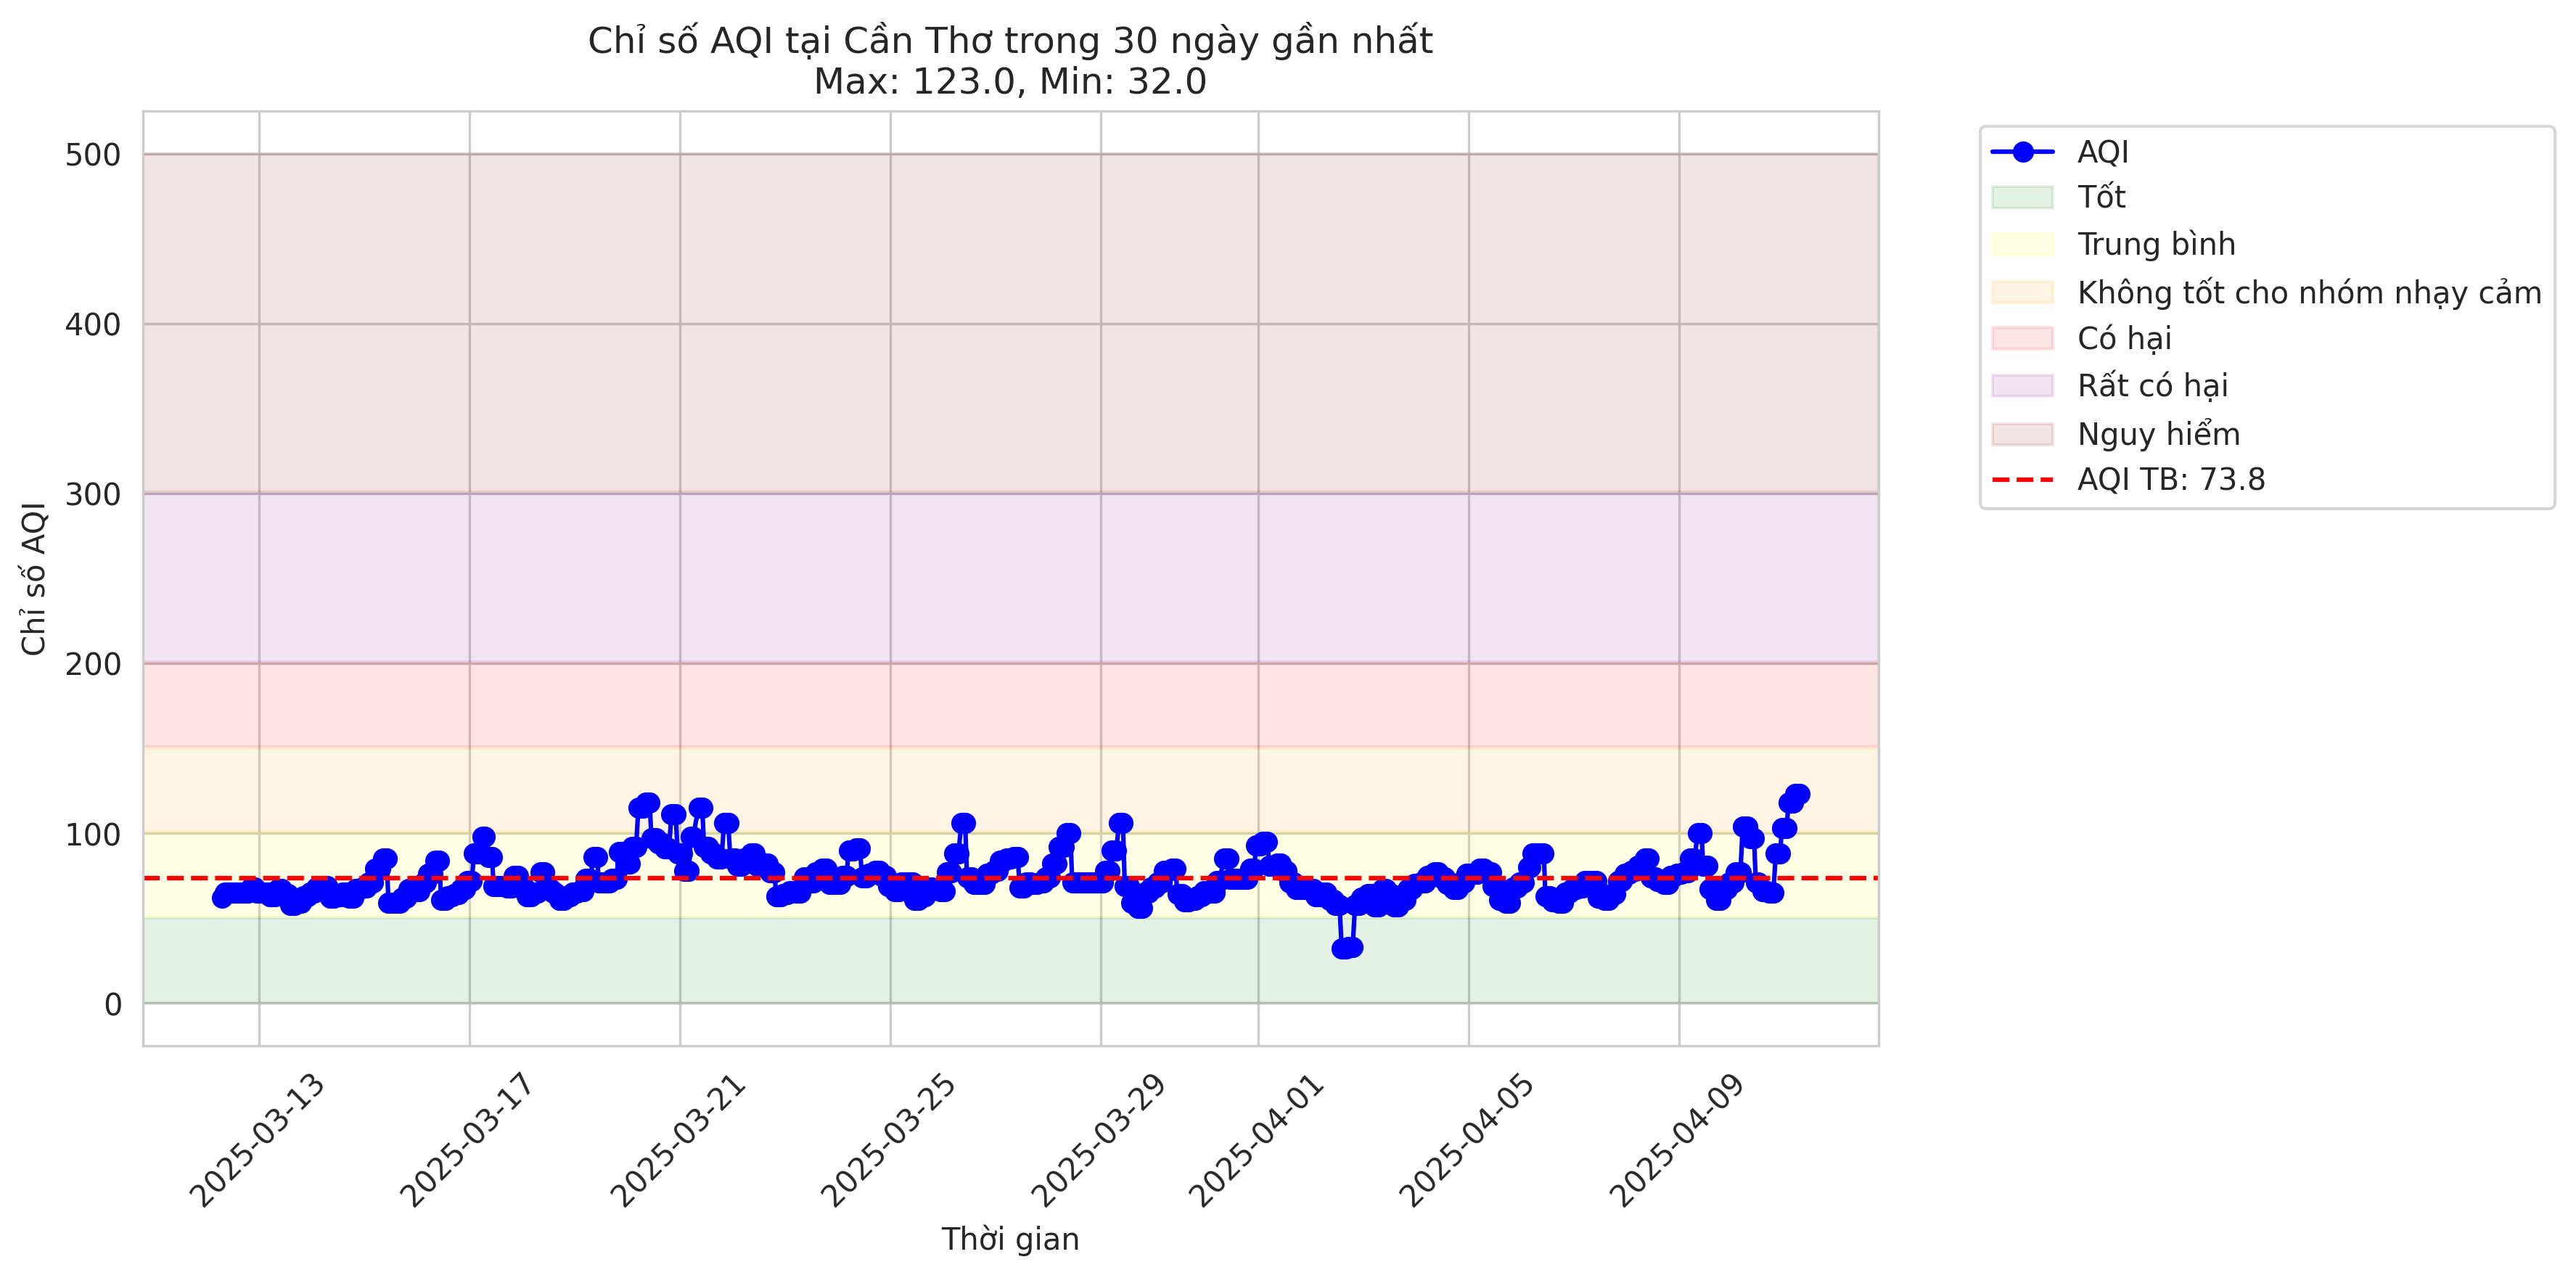 Chỉ số AQI tại Cần Thơ trong 30 ngày gần nhất
Max: 123.0, Min: 32.0
Chỉ số AQI
500
400
300
200
100
0
2025-03-13
2025-03-17
2025-03-21
2025-03-25
2025-03-29
2025-04-01
2025-04-05
2025-04-09
Thời gian
AQI
Tốt
Trung bình
Không tốt cho nhóm nhạy cảm
Có hại
Rất có hại
Nguy hiểm
AQI TB: 73.8